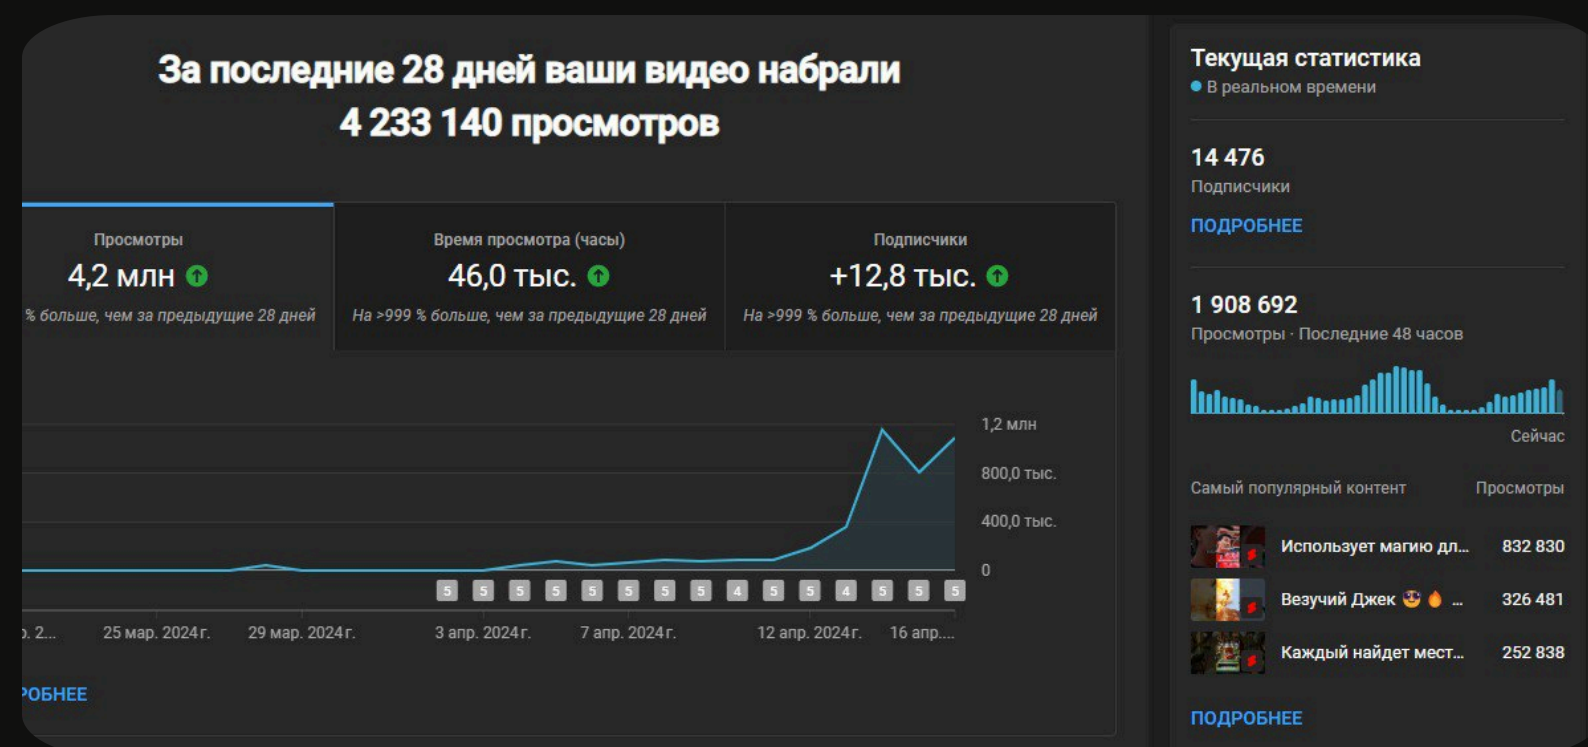 За последние 28 дней ваши видео набрали
4 233 140 просмотров
Просмотры
4,2 млн
% больше, чем за предыдущие 28 дней
Время просмотра (часы)
46,0 тыс.
На >999 % больше, чем за предыдущие 28 дней
Подписчики
+12,8 тыс.
На >999 % больше, чем за предыдущие 28 дней
1,2 млн
800,0 тыс.
400,0 тыс.
0
5 5 5 5 5 5 5 5 4 5 5 4 5 5 5
р. 2... 25 мар. 2024 г. 29 мар. 2024 г. 3 апр. 2024 г. 7 апр. 2024 г. 12 апр. 2024 г. 16 апр....
РОБНЕЕ
Текущая статистика
В реальном времени
14 476
Подписчики
ПОДРОБНЕЕ
1 908 692
Просмотры · Последние 48 часов
Сейчас
Самый популярный контент Просмотры
Использует магию дл... 832 830
Везучий Джек 😎 🔥 ... 326 481
Каждый найдет мест... 252 838
ПОДРОБНЕЕ